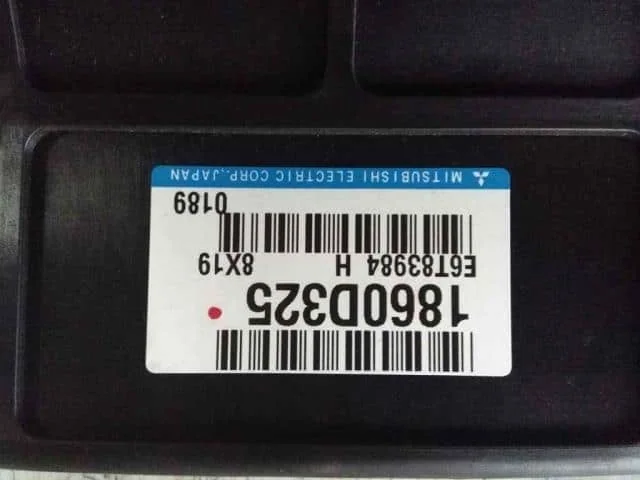 1860D325
E6T83984 H 8X19
0189
MITSUBISHI ELECTRIC CORP.,JAPAN